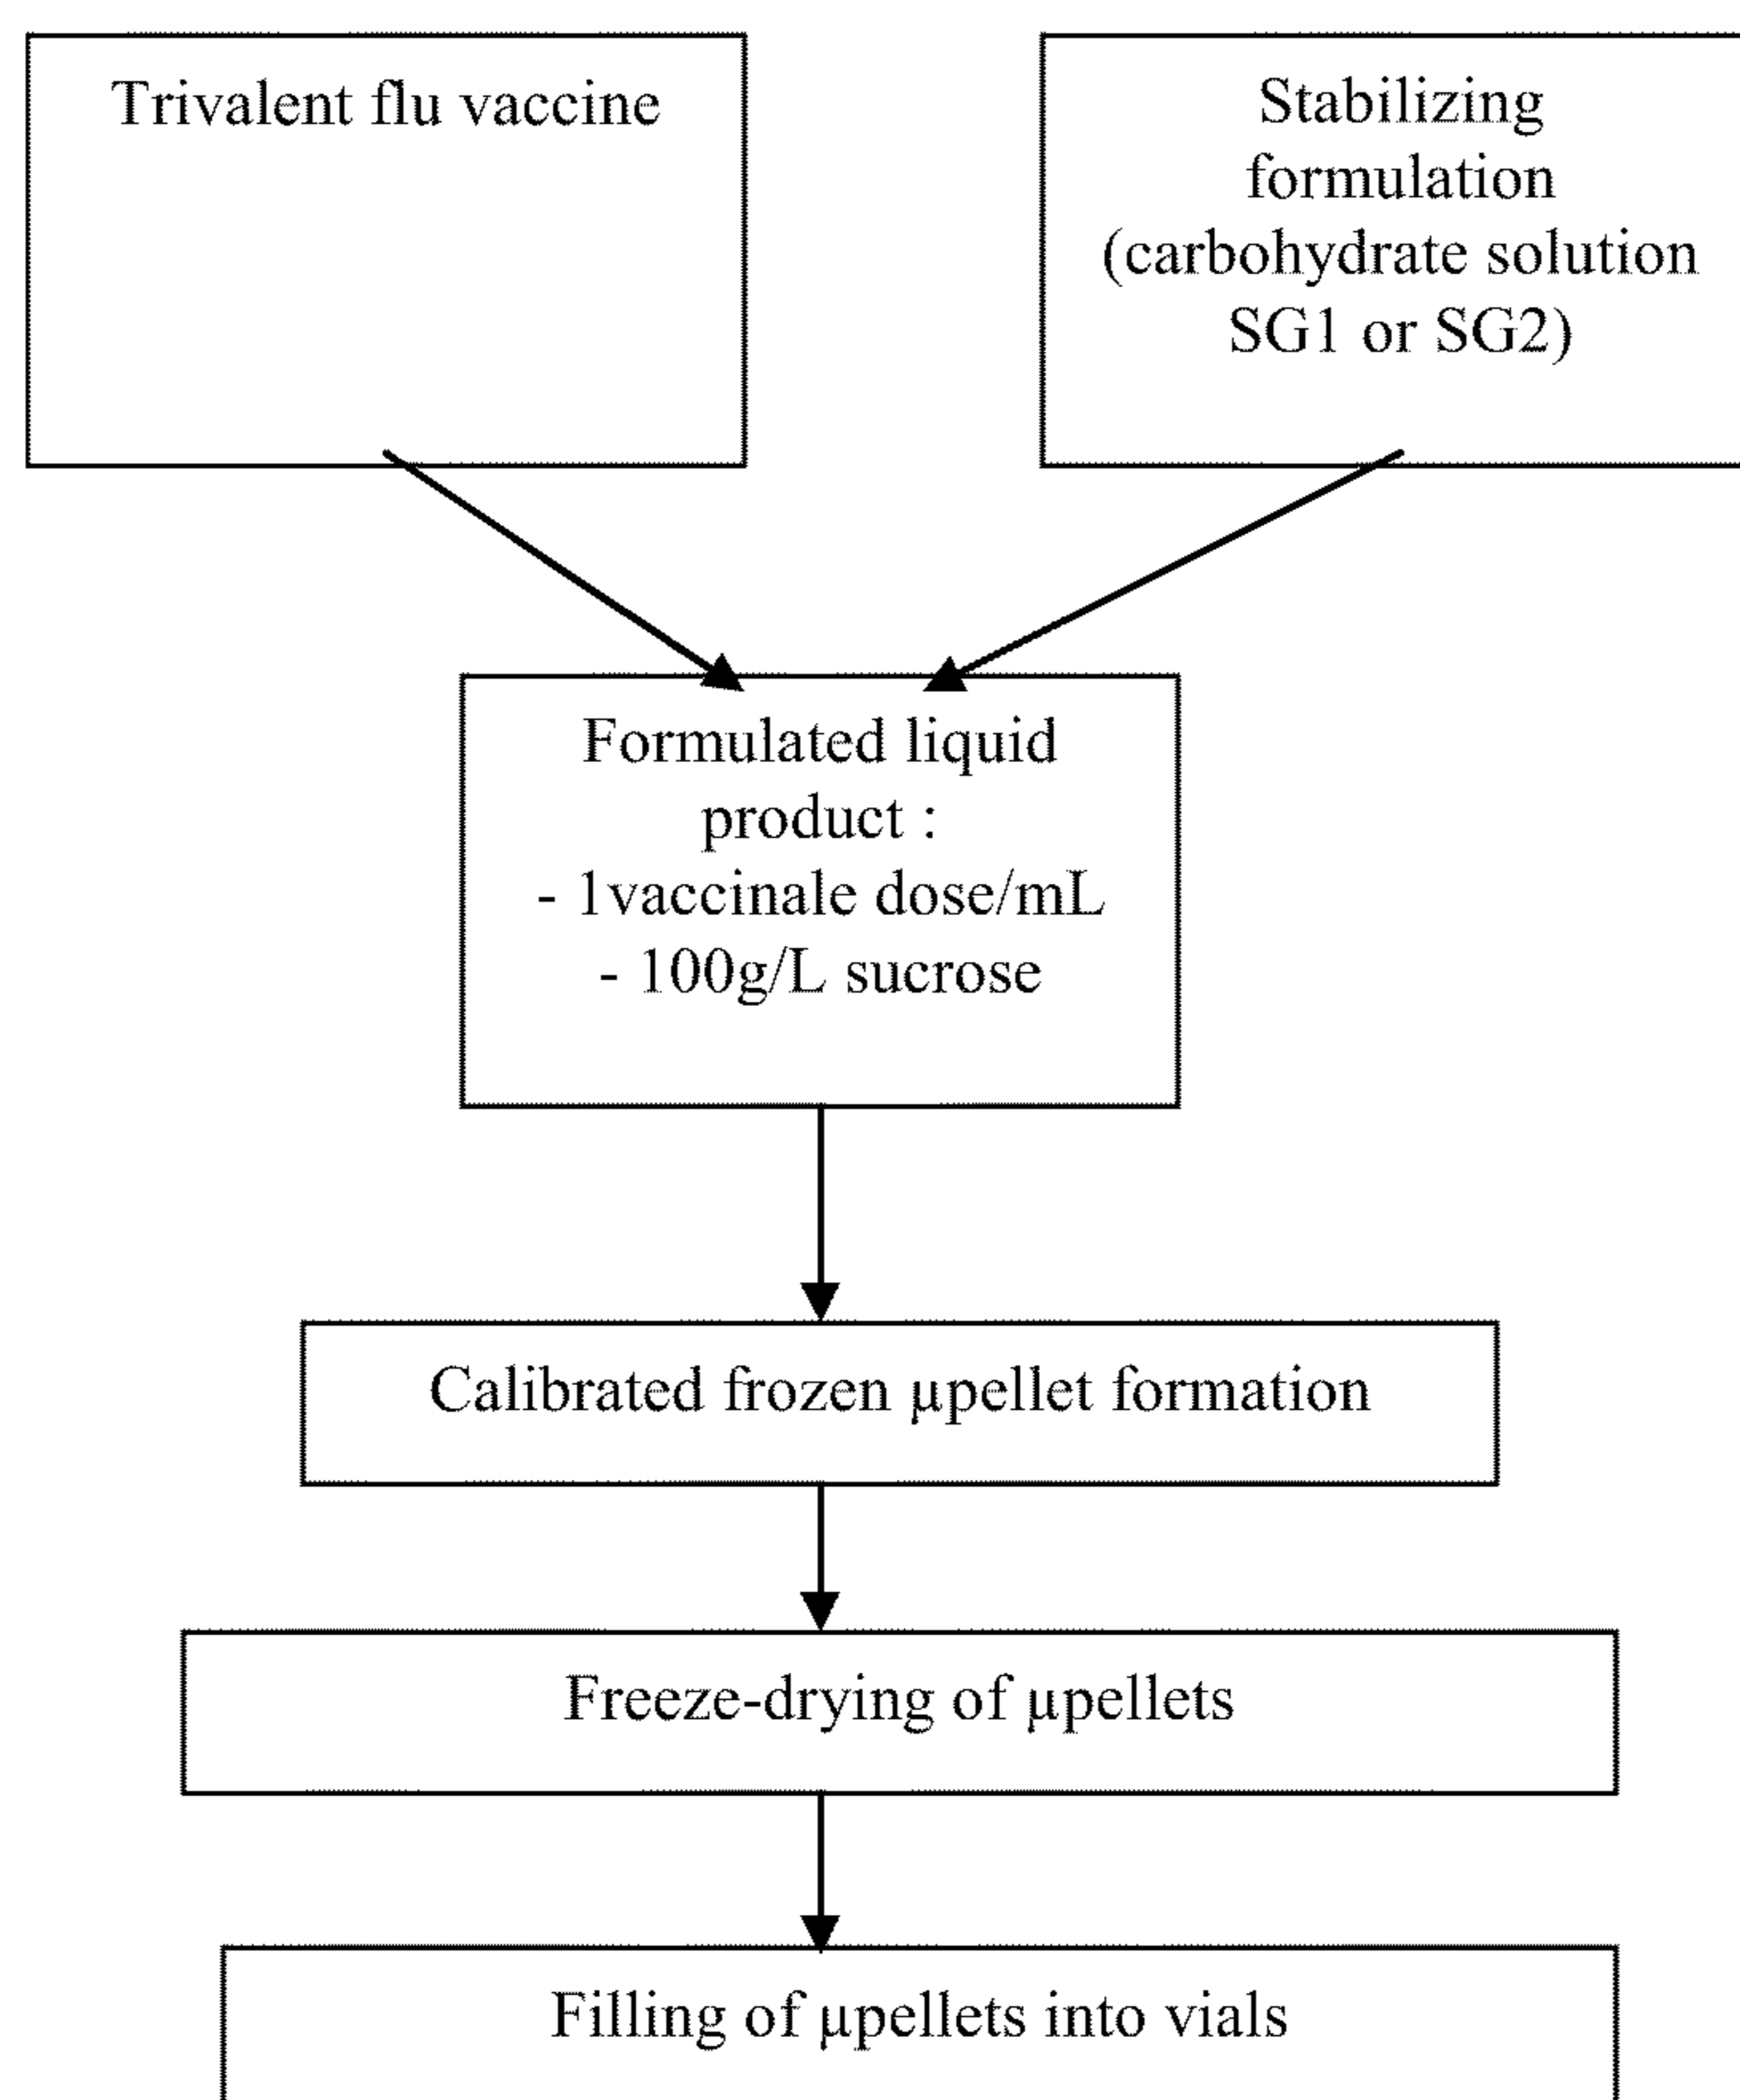 Trivalent flu vaccine
Stabilizing
formulation
(carbohydrate solution
SG1 or SG2)
Formulated liquid
product :
- 1vaccinale dose/mL
- 100g/L sucrose
Calibrated frozen µpellet formation
Freeze-drying of µpellets
Filling of µpellets into vials